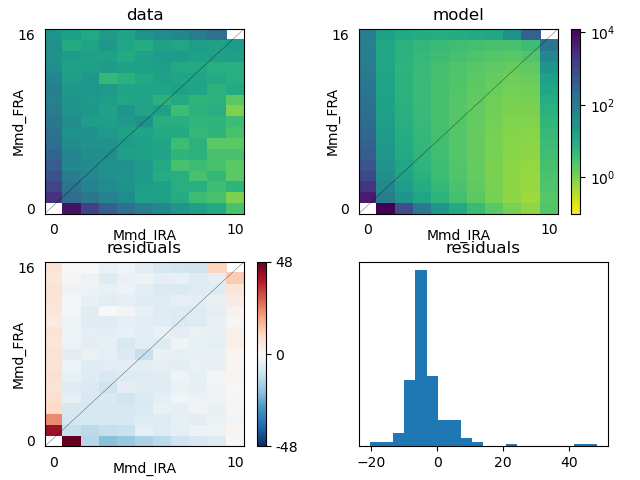 data
16
Mmd_FRA
0
0
Mmd_IRA
10
model
16
Mmd_FRA
0
0
Mmd_IRA
10
10^4
10^2
10^0
residuals
16
Mmd_FRA
0
0
Mmd_IRA
10
48
0
-48
residuals
−20
0
20
40